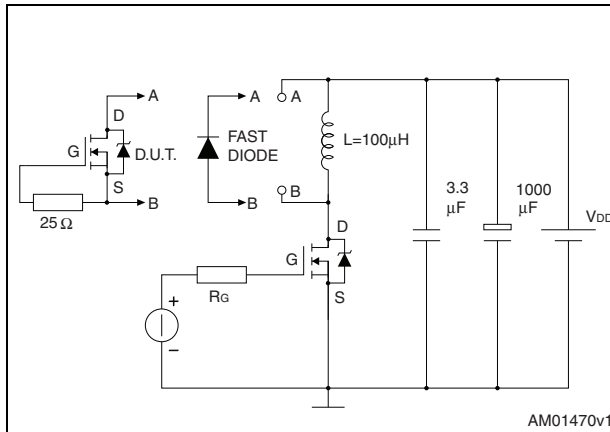 A
D
G
D.U.T.
S
B
25 Ω
A
FAST
DIODE
B
A
B
L=100μH
D
G
S
RG
+
–
3.3
μF
1000
μF
VDD
AM01470v1